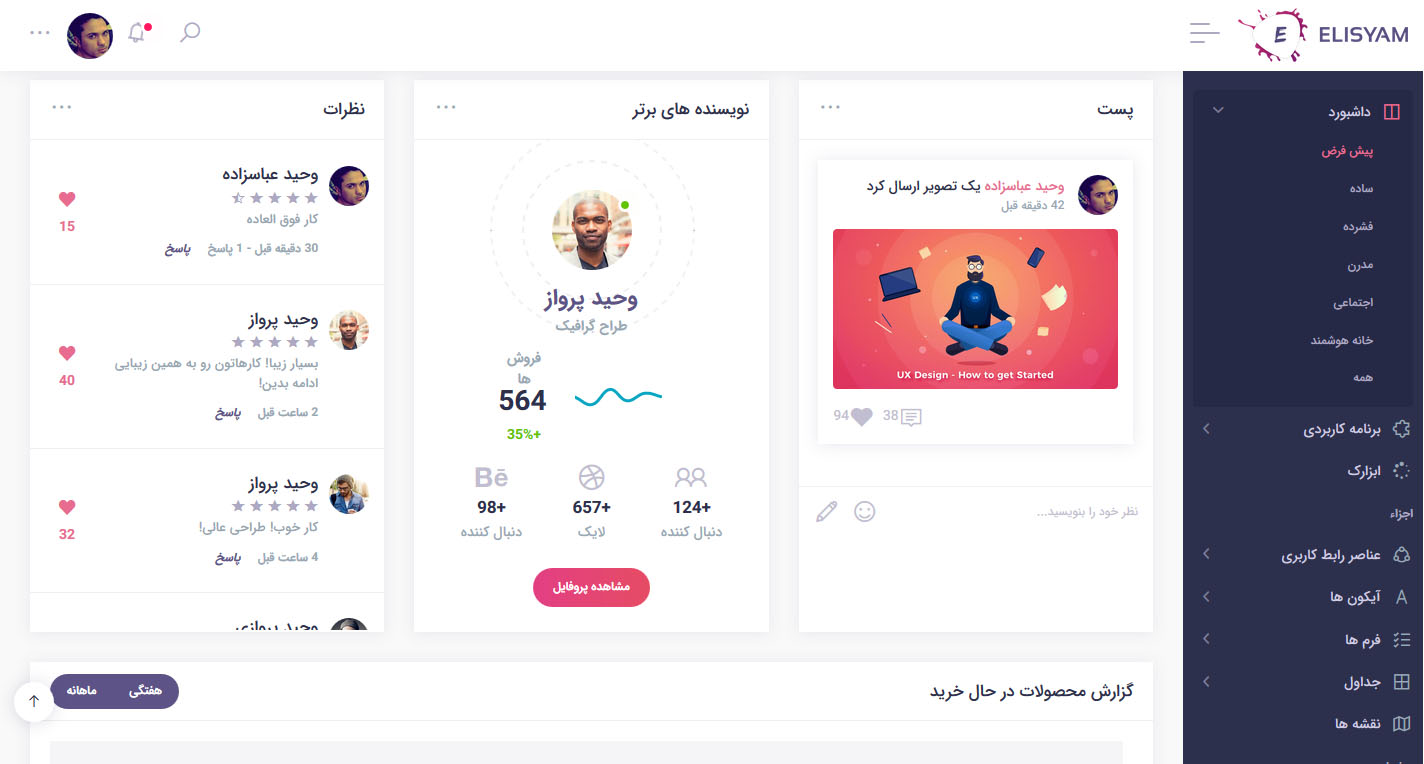 ELISYAM
E
داشبورد
پیش فرض
ساده
فشرده
مدرن
اجتماعی
خانه هوشمند
همه
برنامه کاربردی
ابزارک
اجزاء
عناصر رابط کاربری
آیکون ها
فرم ها
جداول
نقشه ها
پست
وحید عباسزاده یک تصویر ارسال کرد
42 دقیقه قبل
UX
UX Design - How to get Started
94 38
نظر خود را بنویسید...
نویسنده های برتر
وحید پرواز
طراح گرافیک
فروش
ها
564
35%+
124+
دنبال کننده
657+
لایک
Bē
98+
دنبال کننده
مشاهده پروفایل
نظرات
وحید عباسزاده
کار فوق العاده
30 دقیقه قبل - 1 پاسخ پاسخ
15
وحید پرواز
بسیار زیبا! کارهاتون رو به همین زیبایی
ادامه بدین!
2 ساعت قبل پاسخ
40
وحید پرواز
کار خوب! طراحی عالی!
4 ساعت قبل پاسخ
32
وحید پروازی
گزارش محصولات در حال خرید
هفتگی ماهانه